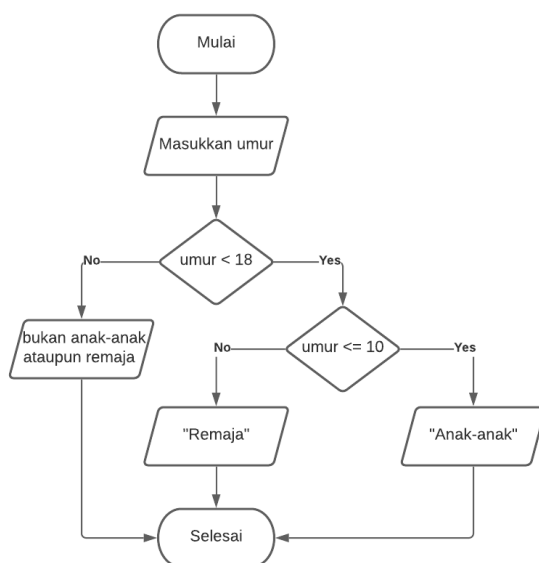 Mulai
Masukkan umur
umur < 18
No
Yes
bukan anak-anak
ataupun remaja
umur <= 10
No
Yes
"Remaja"
"Anak-anak"
Selesai